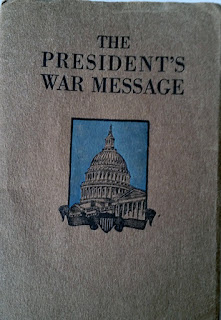 THE
PRESIDENT'S
WAR MESSAGE